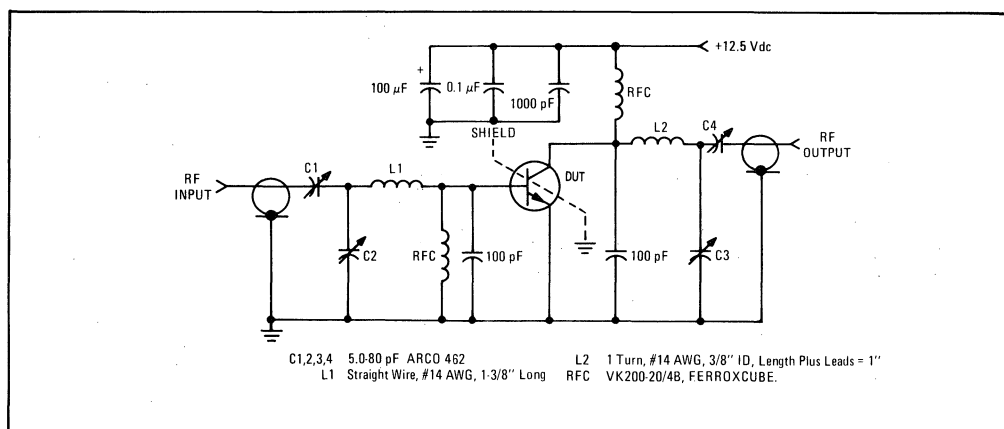 +12.5 Vdc
+
100 μF
0.1 μF
1000 pF
RFC
SHIELD
L2
C4
RF
OUTPUT
C1
L1
DUT
RF
INPUT
C2
RFC
100 pF
100 pF
C3
C1,2,3,4 5.0-80 pF ARCO 462
L1 Straight Wire, #14 AWG, 1-3/8" Long
L2 1 Turn, #14 AWG, 3/8" ID, Length Plus Leads = 1"
RFC VK200-20/4B, FERROXCUBE.